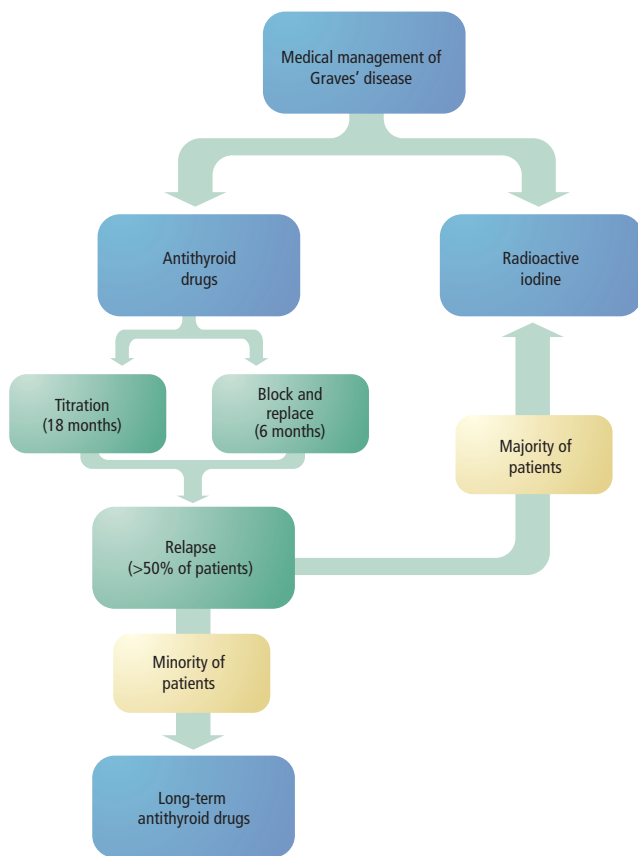 Medical management of
Graves’ disease
Antithyroid
drugs
Radioactive
iodine
Titration
(18 months)
Block and
replace
(6 months)
Majority of
patients
Relapse
(>50% of patients)
Minority of
patients
Long-term
antithyroid drugs